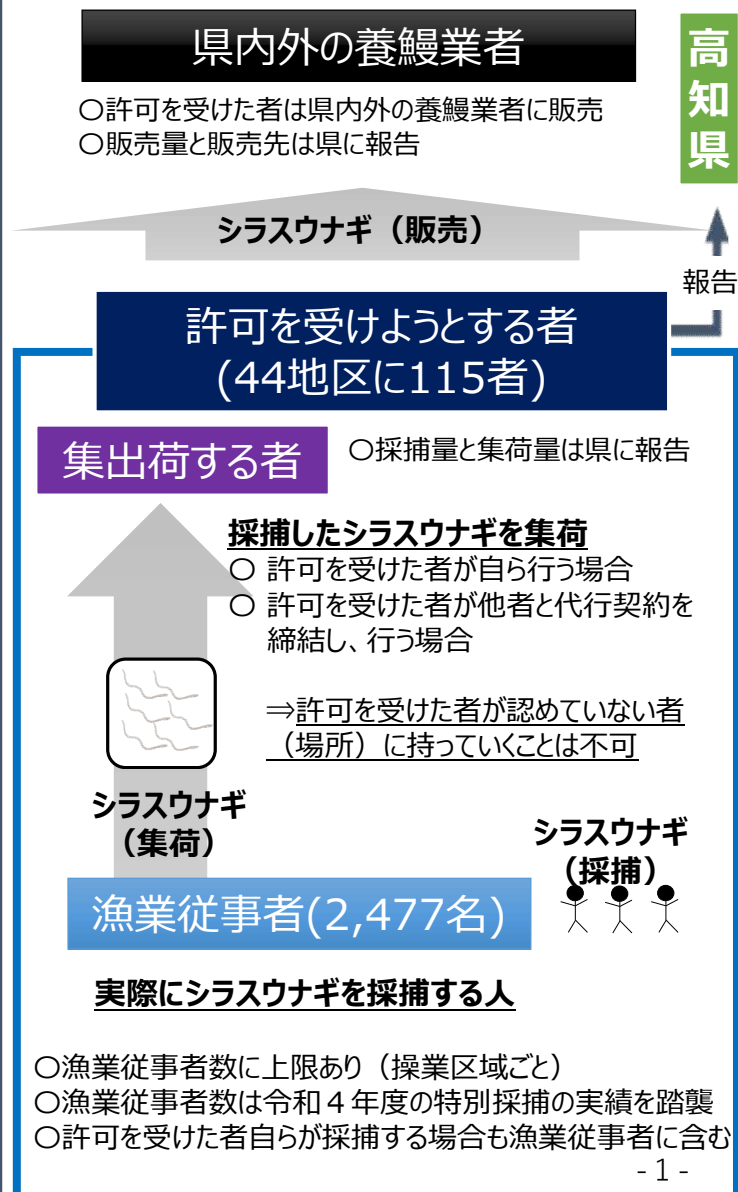 県内外の養鰻業者
高知県
〇許可を受けた者は県内外の養鰻業者に販売
〇販売量と販売先は県に報告
シラスウナギ（販売）
報告
許可を受けようとする者
(44地区に115者)
集出荷する者
〇採捕量と集荷量は県に報告
採捕したシラスウナギを集荷
〇 許可を受けた者が自ら行う場合
〇 許可を受けた者が他者と代行契約を
締結し、行う場合
⇒許可を受けた者が認めていない者
（場所）に持っていくことは不可
シラスウナギ
（集荷）
シラスウナギ
（採捕）
漁業従事者(2,477名)
実際にシラスウナギを採捕する人
〇漁業従事者数に上限あり（操業区域ごと）
〇漁業従事者数は令和４年度の特別採捕の実績を踏襲
〇許可を受けた者自らが採捕する場合も漁業従事者に含む
- 1 -